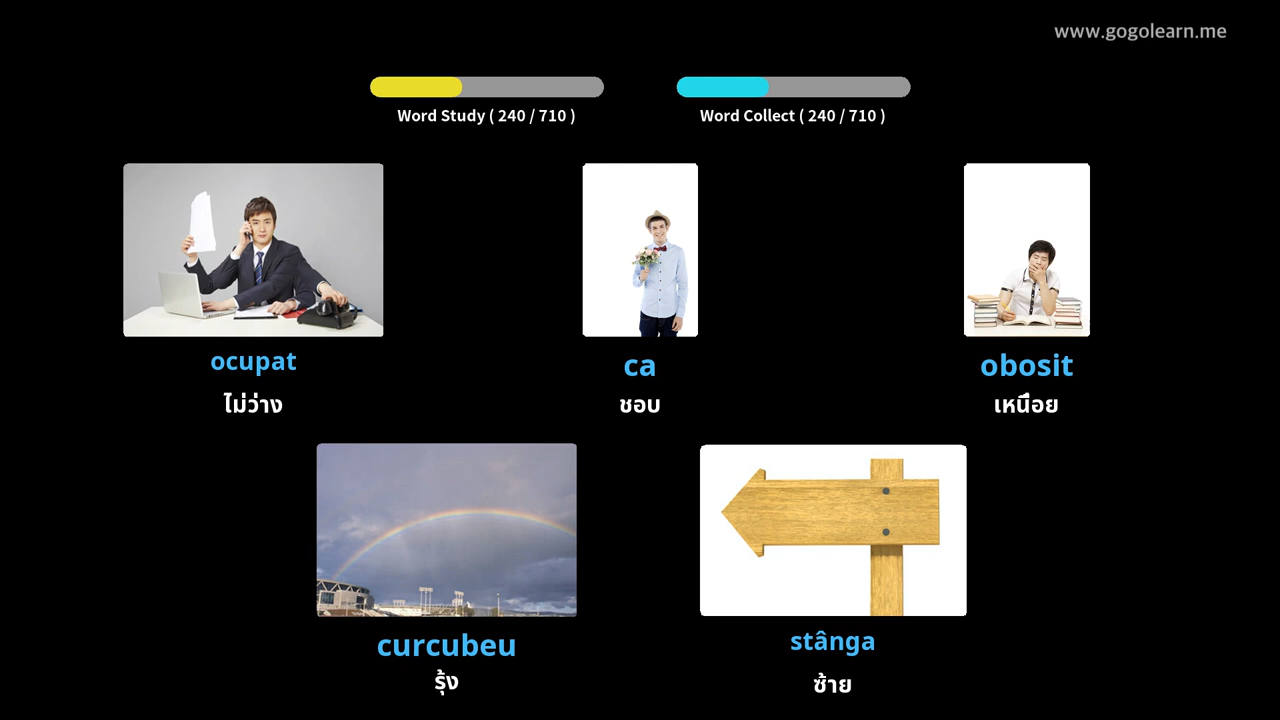 www.gogolearn.me
Word Study ( 240 / 710 )
Word Collect ( 240 / 710 )
ocupat
ไม่ว่าง
ca
ชอบ
obosit
เหนื่อย
curcubeu
รุ้ง
stânga
ซ้าย